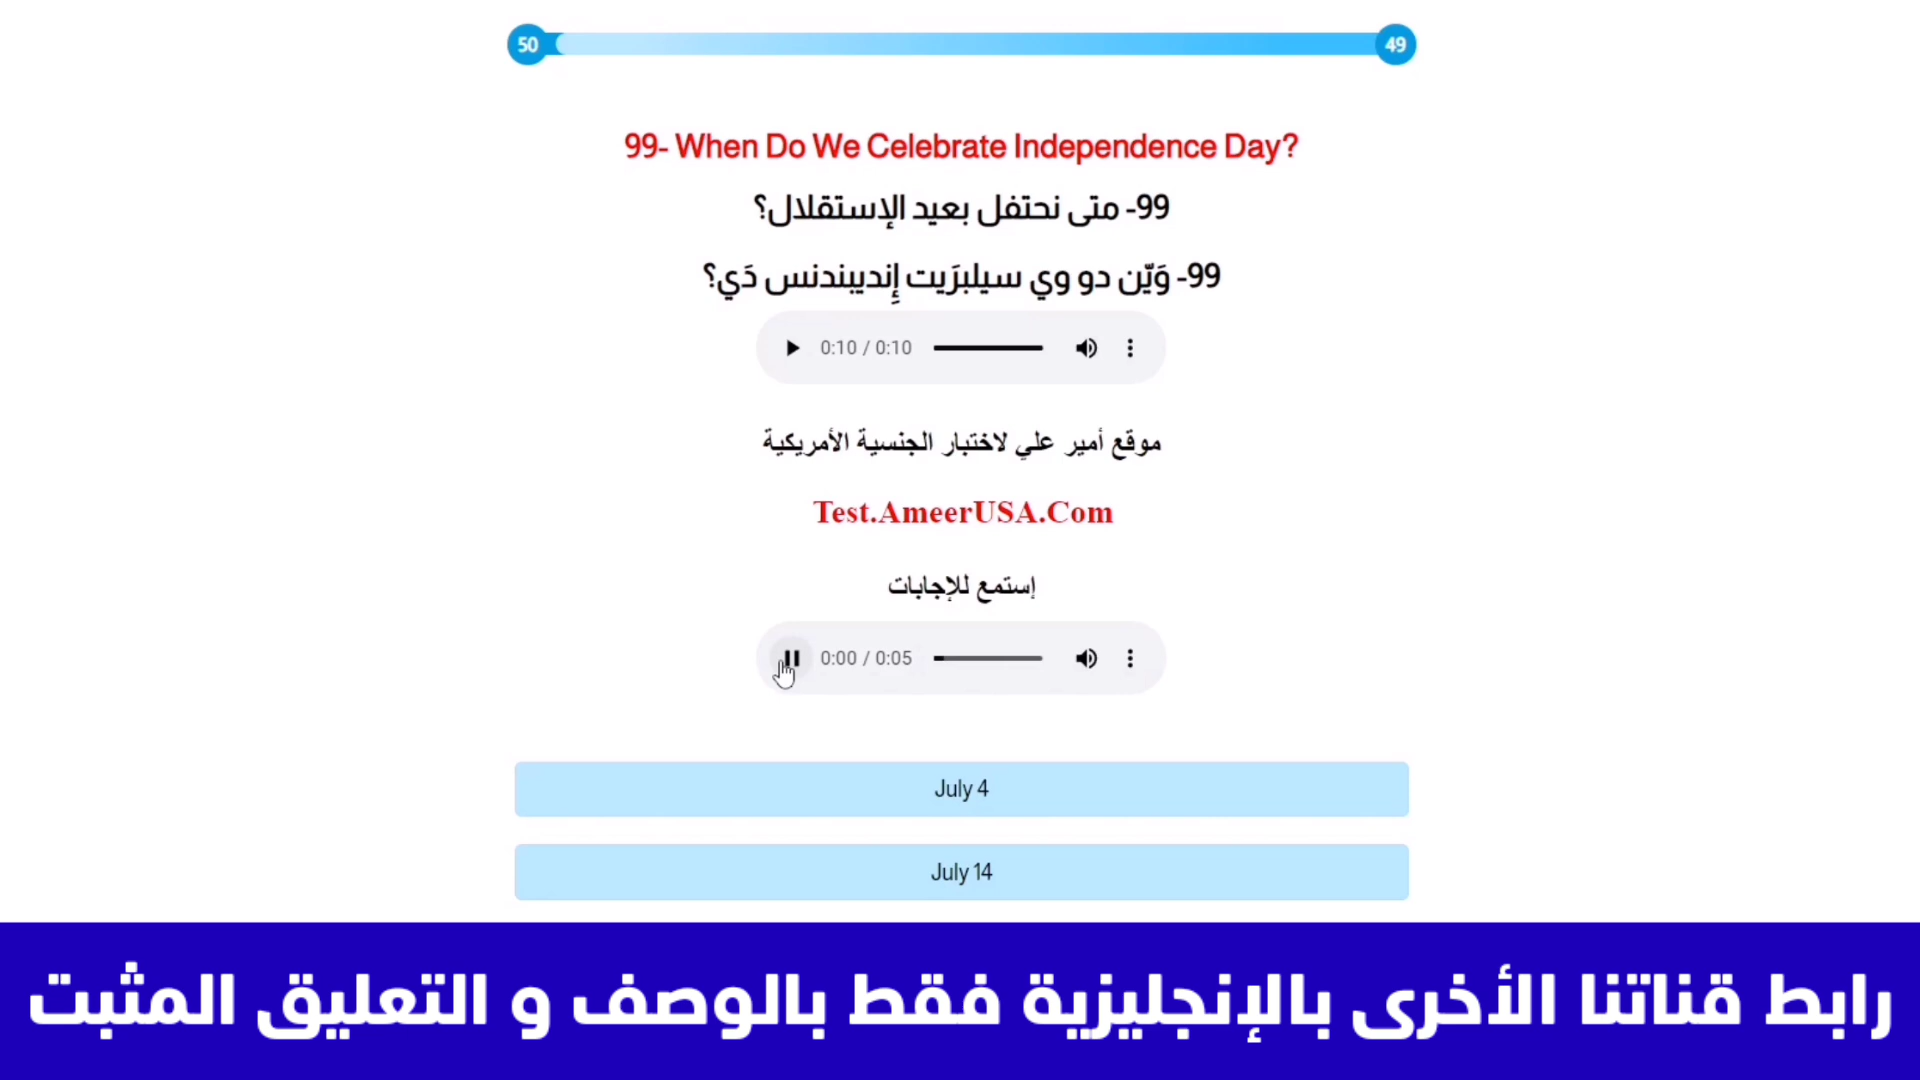 50 49
99- When Do We Celebrate Independence Day?
99- متى نحتفل بعيد الإستقلال؟
99- وَيّن دو وي سيلبرَيت إِنديبندنس دَي؟
0:10 / 0:10
موقع أمير علي لاختبار الجنسية الأمريكية
Test.AmeerUSA.Com
إستمع للإجابات
0:00 / 0:05
July 4
July 14
رابط قناتنا الأخرى بالإنجليزية فقط بالوصف و التعليق المثبت